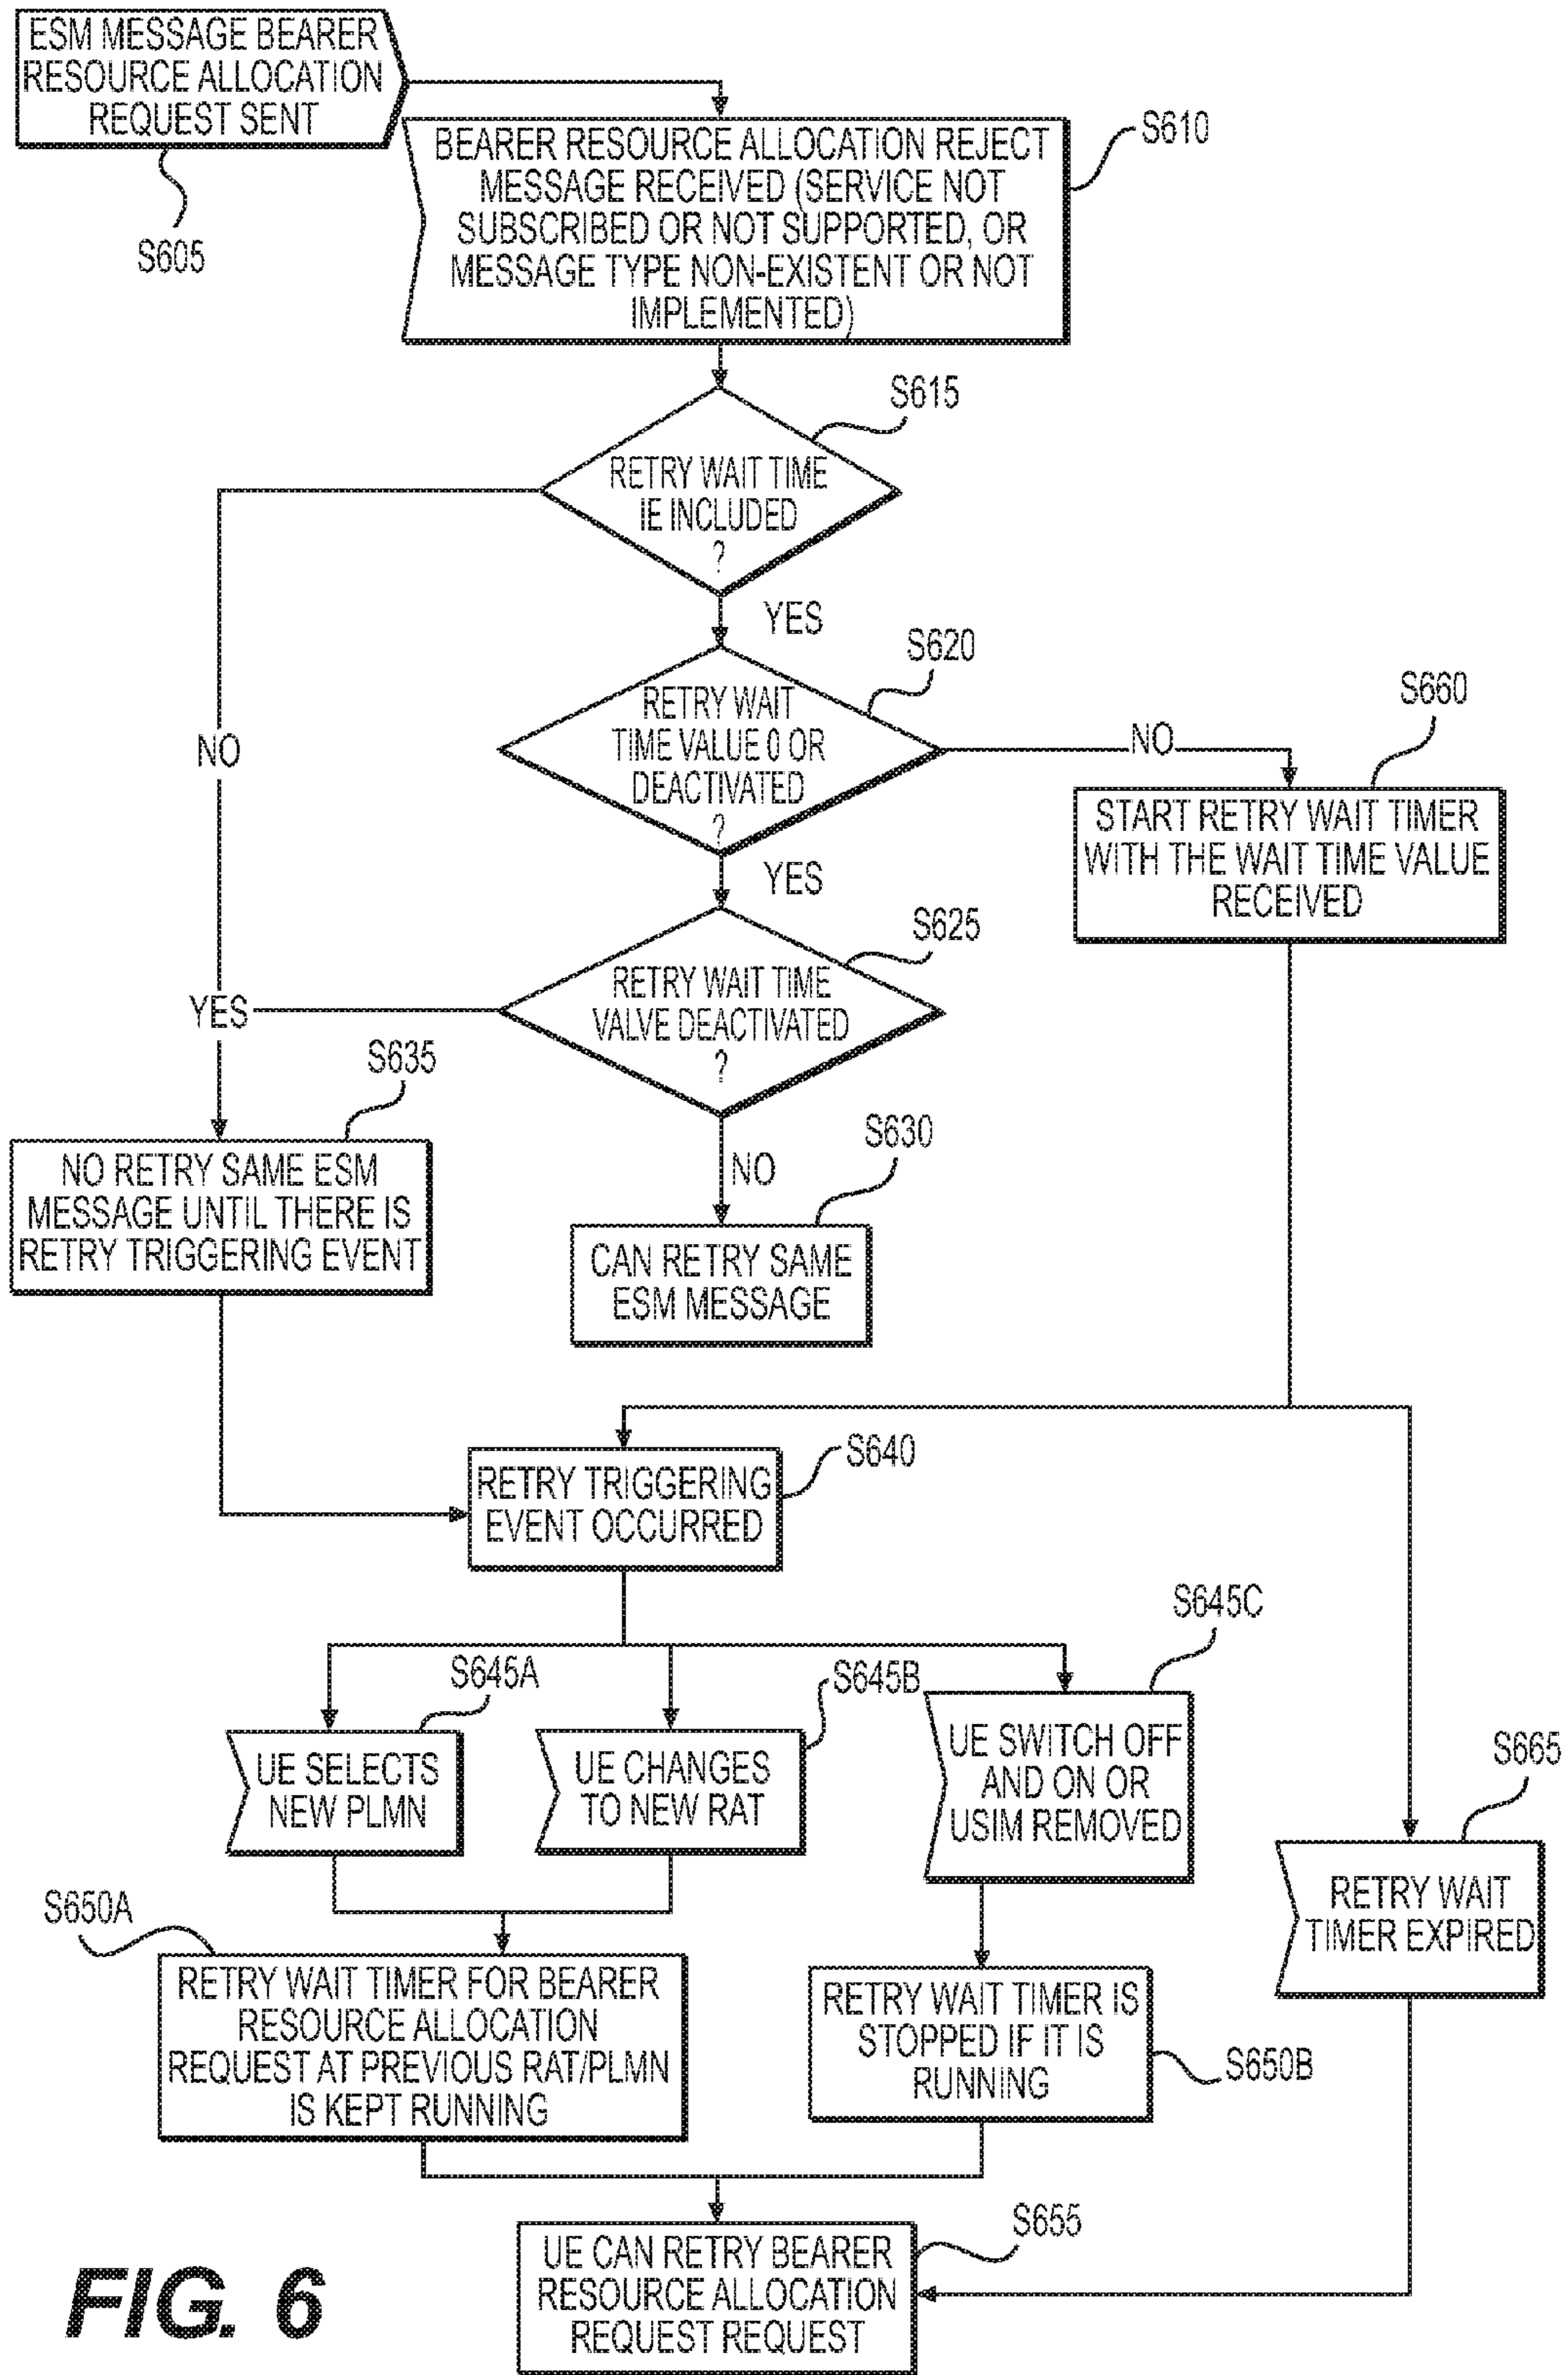 ESM MESSAGE BEARER
RESOURCE ALLOCATION
REQUEST SENT
S605
BEARER RESOURCE ALLOCATION REJECT
MESSAGE RECEIVED (SERVICE NOT
SUBSCRIBED OR NOT SUPPORTED, OR
MESSAGE TYPE NON-EXISTENT OR NOT
IMPLEMENTED)
S610
S615
RETRY WAIT TIME
IE INCLUDED
?
NO
YES
S620
RETRY WAIT
TIME VALUE 0 OR
DEACTIVATED
?
NO
S660
START RETRY WAIT TIMER
WITH THE WAIT TIME VALUE
RECEIVED
YES
S625
RETRY WAIT TIME
VALVE DEACTIVATED
?
YES
S635
NO RETRY SAME ESM
MESSAGE UNTIL THERE IS
RETRY TRIGGERING EVENT
NO
S630
CAN RETRY SAME
ESM MESSAGE
S640
RETRY TRIGGERING
EVENT OCCURRED
S645A
UE SELECTS
NEW PLMN
S645B
UE CHANGES
TO NEW RAT
S645C
UE SWITCH OFF
AND ON OR
USIM REMOVED
S665
RETRY WAIT
TIMER EXPIRED
S650A
RETRY WAIT TIMER FOR BEARER
RESOURCE ALLOCATION
REQUEST AT PREVIOUS RAT/PLMN
IS KEPT RUNNING
RETRY WAIT TIMER IS
STOPPED IF IT IS
RUNNING
S650B
S655
UE CAN RETRY BEARER
RESOURCE ALLOCATION
REQUEST REQUEST
FIG. 6